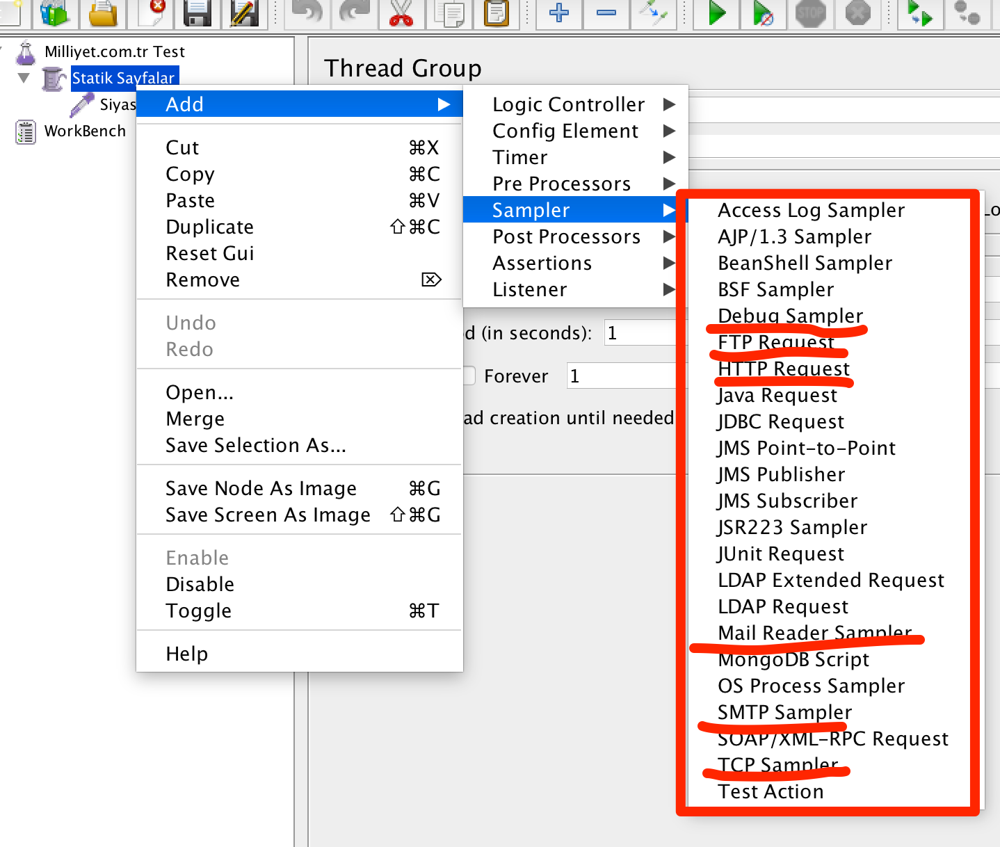 STOP
Milliyet.com.tr Test
Statik Sayfalar
Siyas
WorkBench
Thread Group
Add
Cut ⌘X
Copy ⌘C
Paste ⌘V
Duplicate ⇧⌘C
Reset Gui
Remove ⌦
Undo
Redo
Open...
Merge
Save Selection As...
Save Node As Image ⌘G
Save Screen As Image ⇧⌘G
Enable
Disable
Toggle ⌘T
Help
Logic Controller
Config Element
Timer
Pre Processors
Sampler
Post Processors
Assertions
Listener
d (in seconds): 1
Forever 1
ad creation until needed
Access Log Sampler
AJP/1.3 Sampler
BeanShell Sampler
BSF Sampler
Debug Sampler
FTP Request
HTTP Request
Java Request
JDBC Request
JMS Point-to-Point
JMS Publisher
JMS Subscriber
JSR223 Sampler
JUnit Request
LDAP Extended Request
LDAP Request
Mail Reader Sampler
MongoDB Script
OS Process Sampler
SMTP Sampler
SOAP/XML-RPC Request
TCP Sampler
Test Action
Lo